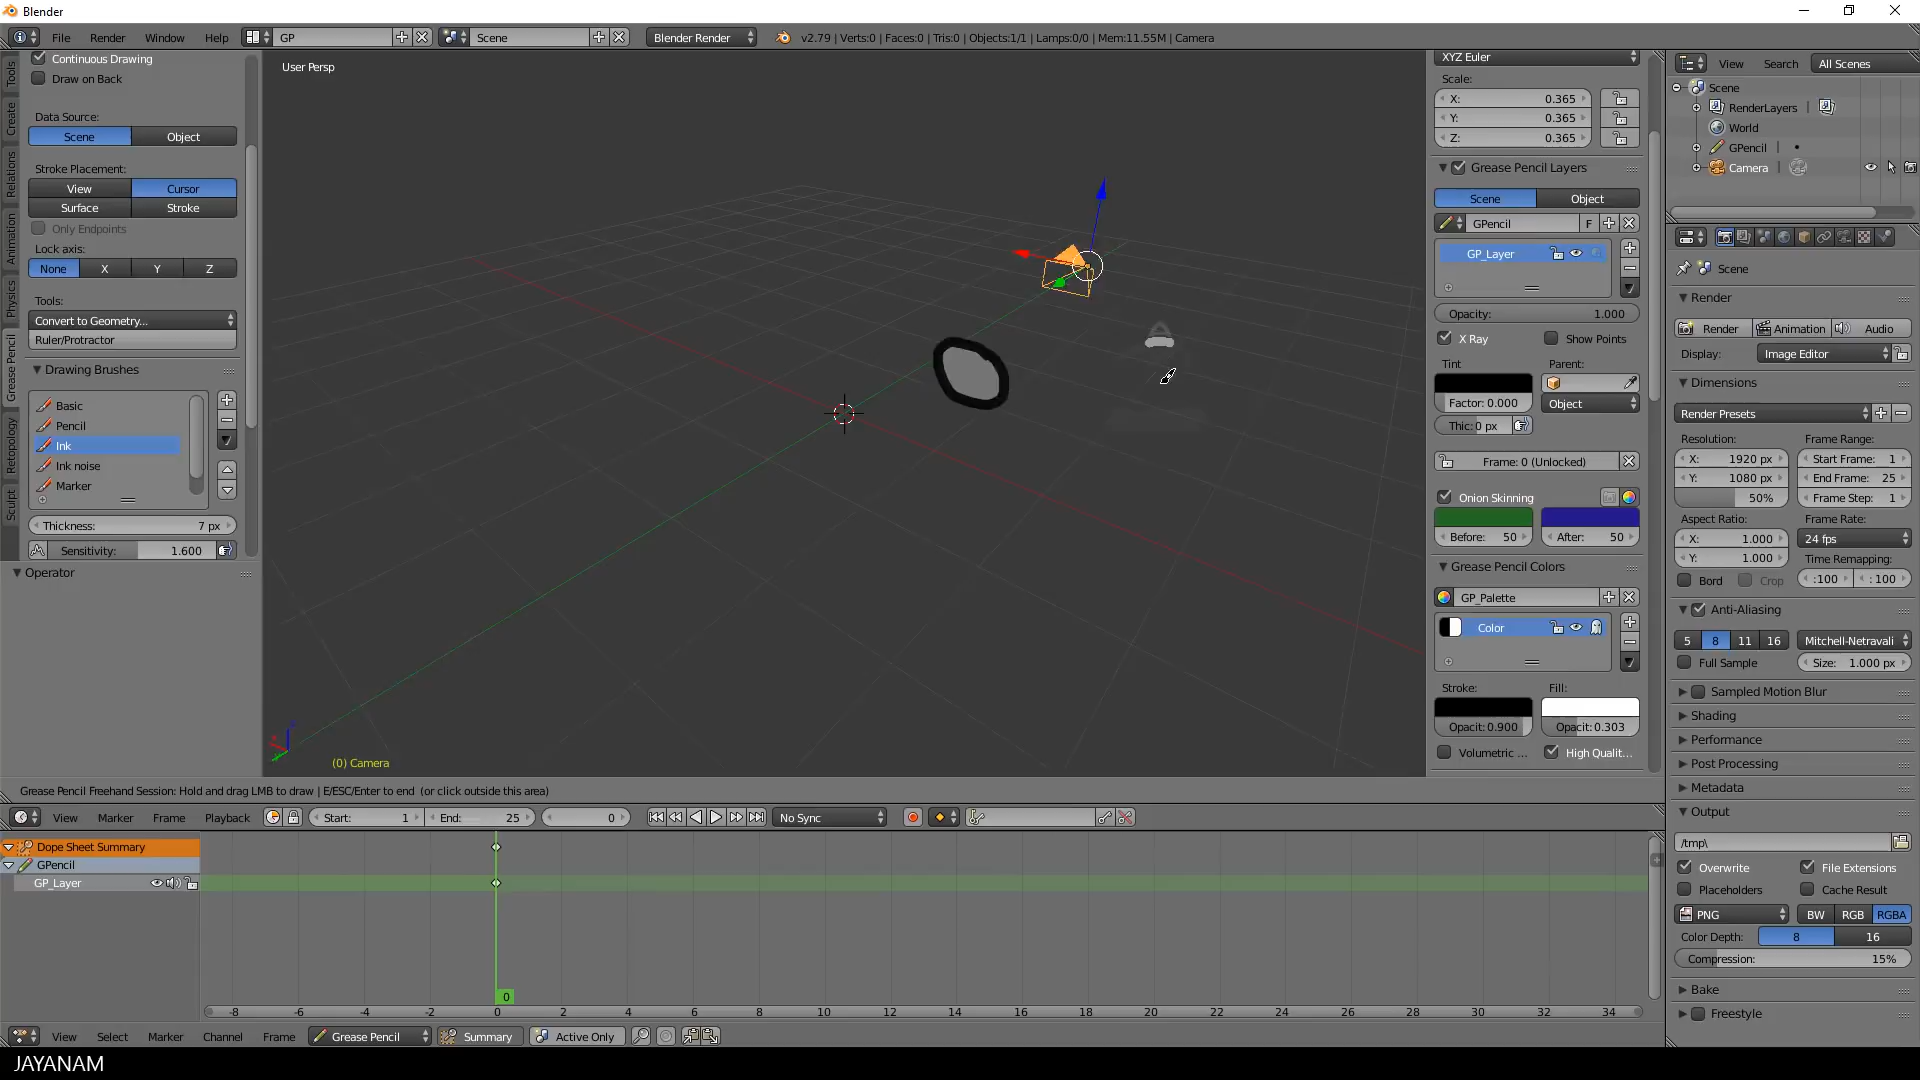 Blender
File Render Window Help GP Scene Blender Render v2.79 | Verts:0 | Faces:0 | Tris:0 | Objects:1/1 | Lamps:0/0 | Mem:11.55M | Camera
Tools
Create
Relations
Animation
Physics
Grease Pencil
Retopology
Sculpt
Continuous Drawing
Draw on Back
Data Source:
Scene Object
Stroke Placement:
View Cursor
Surface Stroke
Only Endpoints
Lock axis:
None X Y Z
Tools:
Convert to Geometry...
Ruler/Protractor
Drawing Brushes
Basic
Pencil
Ink
Ink noise
Marker
Thickness: 7 px
Sensitivity: 1.600
Operator
User Persp
(0) Camera
XYZ Euler
Scale:
X: 0.365
Y: 0.365
Z: 0.365
Grease Pencil Layers
Scene Object
GPencil F
GP_Layer
Opacity: 1.000
X Ray Show Points
Tint Parent:
Factor: 0.000 Object
Thic: 0 px
Frame: 0 (Unlocked)
Onion Skinning
Before: 50 After: 50
Grease Pencil Colors
GP_Palette
Color
Stroke: Fill:
Opacit: 0.900 Opacit: 0.303
Volumetric ... High Qualit...
View Search All Scenes
Scene
RenderLayers |
World
GPencil |
Camera |
Scene
Render
Render Animation Audio
Display: Image Editor
Dimensions
Render Presets
Resolution: Frame Range:
X: 1920 px Start Frame: 1
Y: 1080 px End Frame: 25
50% Frame Step: 1
Aspect Ratio: Frame Rate:
X: 1.000 24 fps
Y: 1.000 Time Remapping:
Bord Crop :100 : 100
Anti-Aliasing
5 8 11 16 Mitchell-Netravali
Full Sample Size: 1.000 px
Sampled Motion Blur
Shading
Performance
Post Processing
Metadata
Output
/tmp\
Overwrite File Extensions
Placeholders Cache Result
PNG BW RGB RGBA
Color Depth: 8 16
Compression: 15%
Bake
Freestyle
Grease Pencil Freehand Session: Hold and drag LMB to draw | E/ESC/Enter to end (or click outside this area)
View Marker Frame Playback Start: 1 End: 25 0 No Sync
Dope Sheet Summary
GPencil
GP_Layer
0
-8 -6 -4 -2 0 2 4 6 8 10 12 14 16 18 20 22 24 26 28 30 32 34
View Select Marker Channel Frame Grease Pencil Summary Active Only
JAYANAM